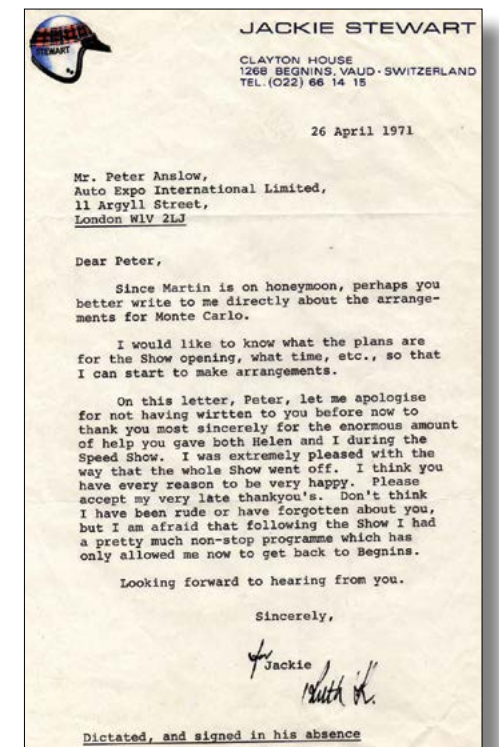 STEWART
JACKIE STEWART
CLAYTON HOUSE
1268 BEGNINS, VAUD - SWITZERLAND
TEL. (022) 66 14 15
26 April 1971
Mr. Peter Anslow,
Auto Expo International Limited,
11 Argyll Street,
London W1V 2LJ
Dear Peter,
Since Martin is on honeymoon, perhaps you
better write to me directly about the arrange-
ments for Monte Carlo.
I would like to know what the plans are
for the Show opening, what time, etc., so that
I can start to make arrangements.
On this letter, Peter, let me apologise
for not having wirtten to you before now to
thank you most sincerely for the enormous amount
of help you gave both Helen and I during the
Speed Show. I was extremely pleased with the
way that the whole Show went off. I think you
have every reason to be very happy. Please
accept my very late thankyou's. Don't think
I have been rude or have forgotten about you,
but I am afraid that following the Show I had
a pretty much non-stop programme which has
only allowed me now to get back to Begnins.
Looking forward to hearing from you.
Sincerely,
for Jackie
Ruth K.
Dictated, and signed in his absence